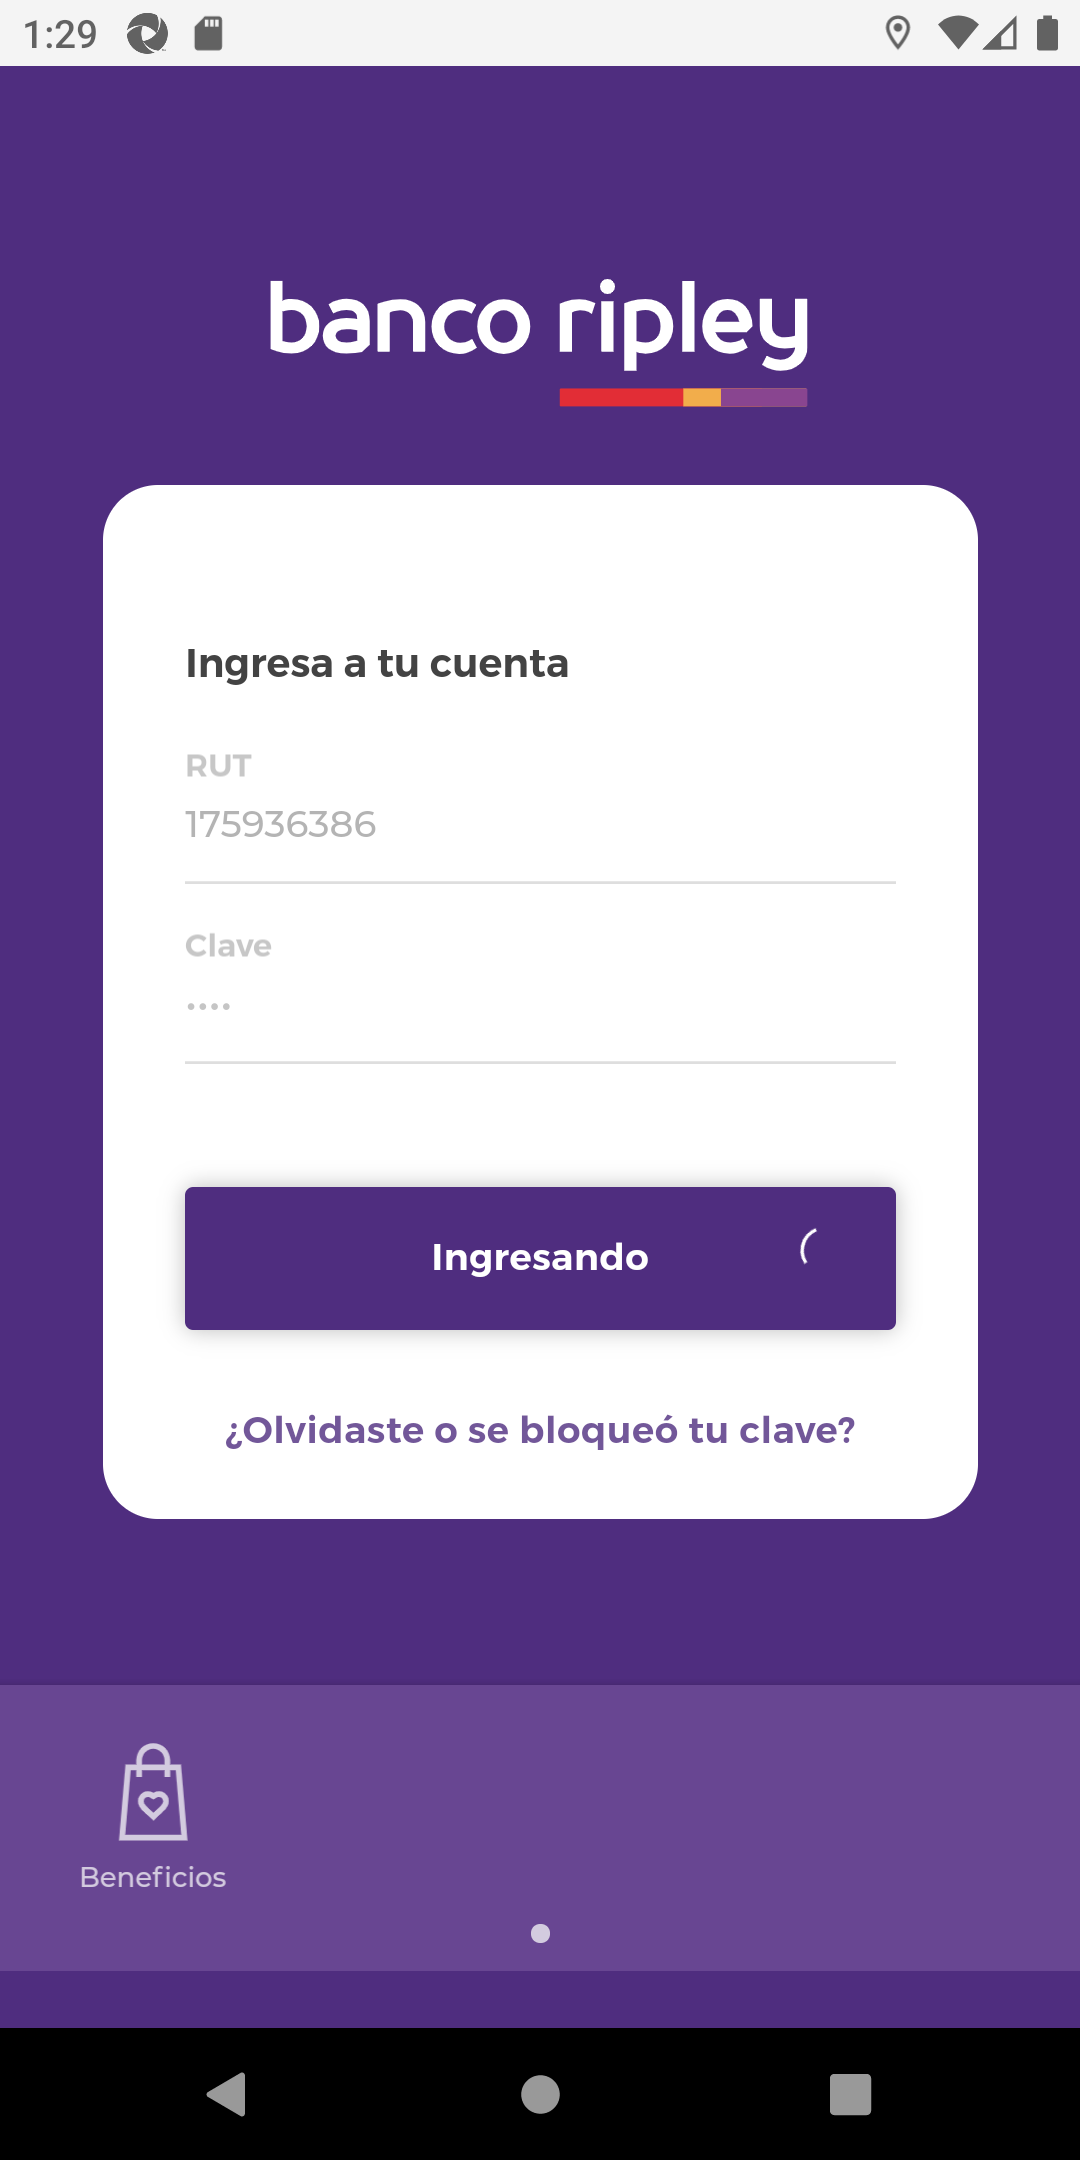 1:29
banco ripley
Ingresa a tu cuenta
RUT
175936386
Clave
••••
Ingresando
¿Olvidaste o se bloqueó tu clave?
Beneficios